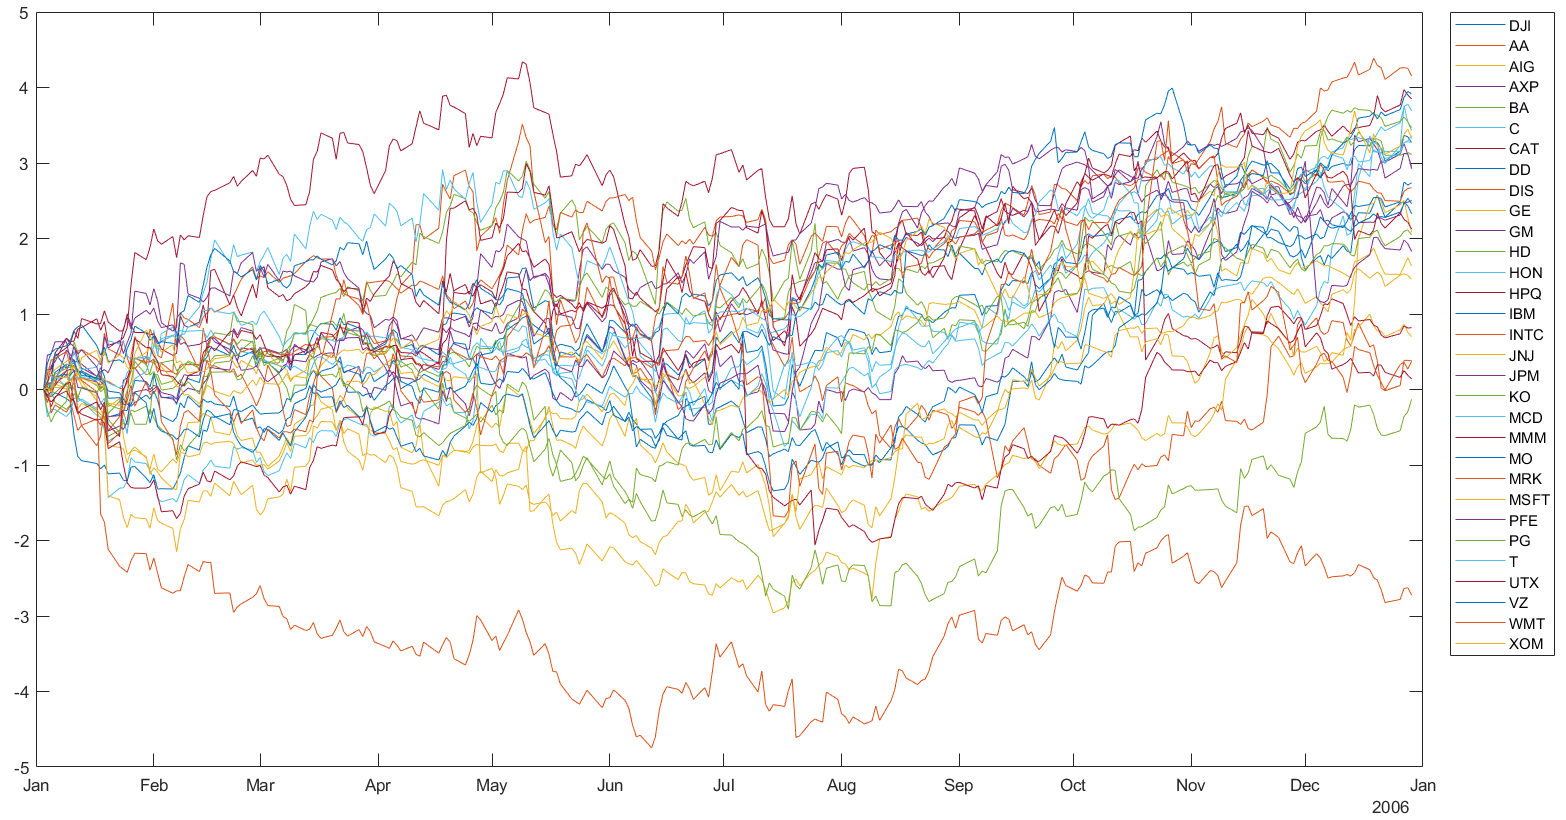 5
4
3
2
1
0
-1
-2
-3
-4
-5
Jan Feb Mar Apr May Jun Jul Aug Sep Oct Nov Dec Jan
2006
DJI
AA
AIG
AXP
BA
C
CAT
DD
DIS
GE
GM
HD
HON
HPQ
IBM
INTC
JNJ
JPM
KO
MCD
MMM
MO
MRK
MSFT
PFE
PG
T
UTX
VZ
WMT
XOM